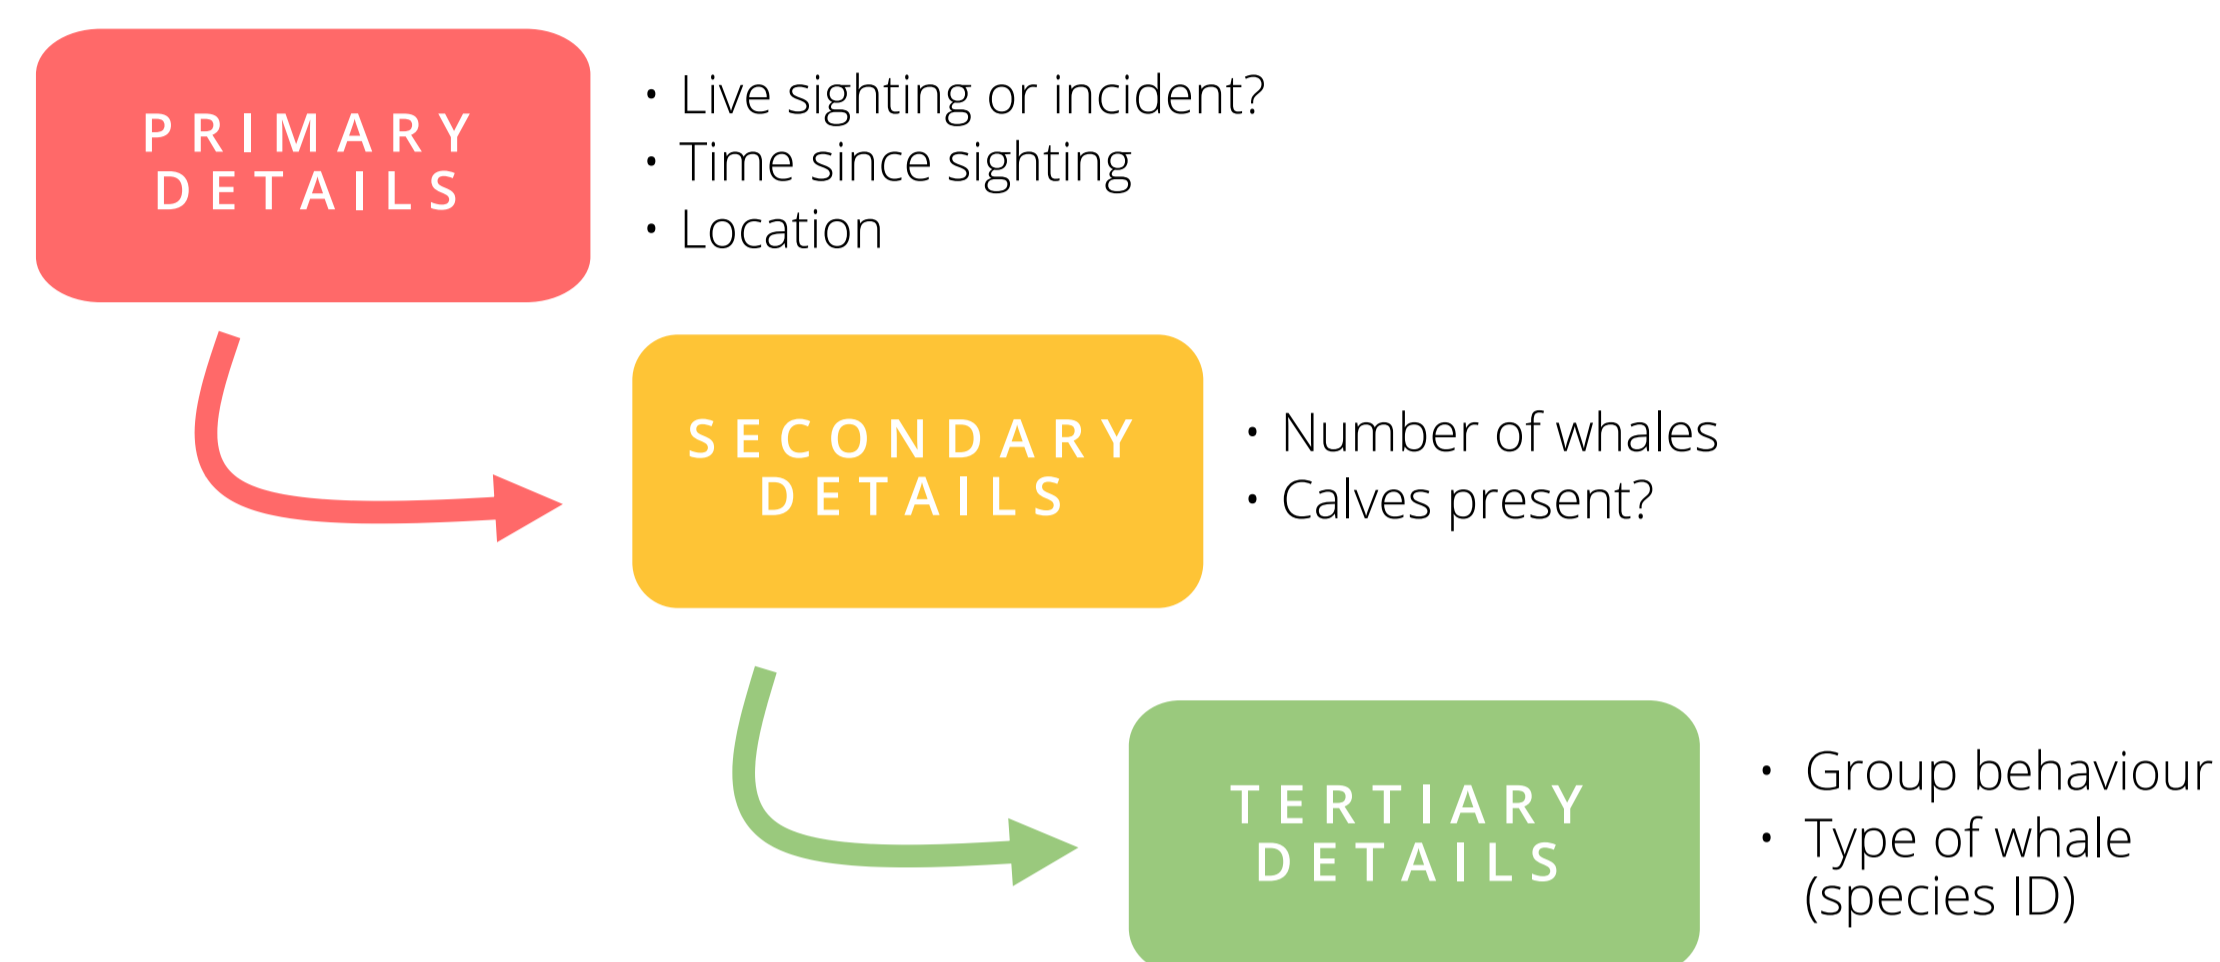 PRIMARY
DETAILS
• Live sighting or incident?
• Time since sighting
• Location
SECONDARY
DETAILS
• Number of whales
• Calves present?
TERTIARY
DETAILS
• Group behaviour
• Type of whale
(species ID)